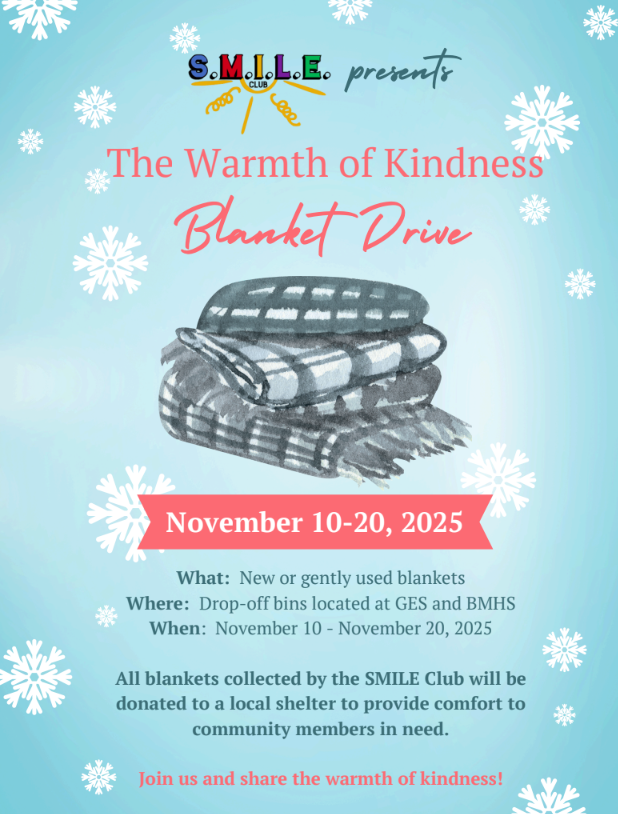 S.M.I.L.E. presents
CLUB
The Warmth of Kindness
Blanket Drive
November 10-20, 2025
What: New or gently used blankets
Where: Drop-off bins located at GES and BMHS
When: November 10 - November 20, 2025
All blankets collected by the SMILE Club will be
donated to a local shelter to provide comfort to
community members in need.
Join us and share the warmth of kindness!